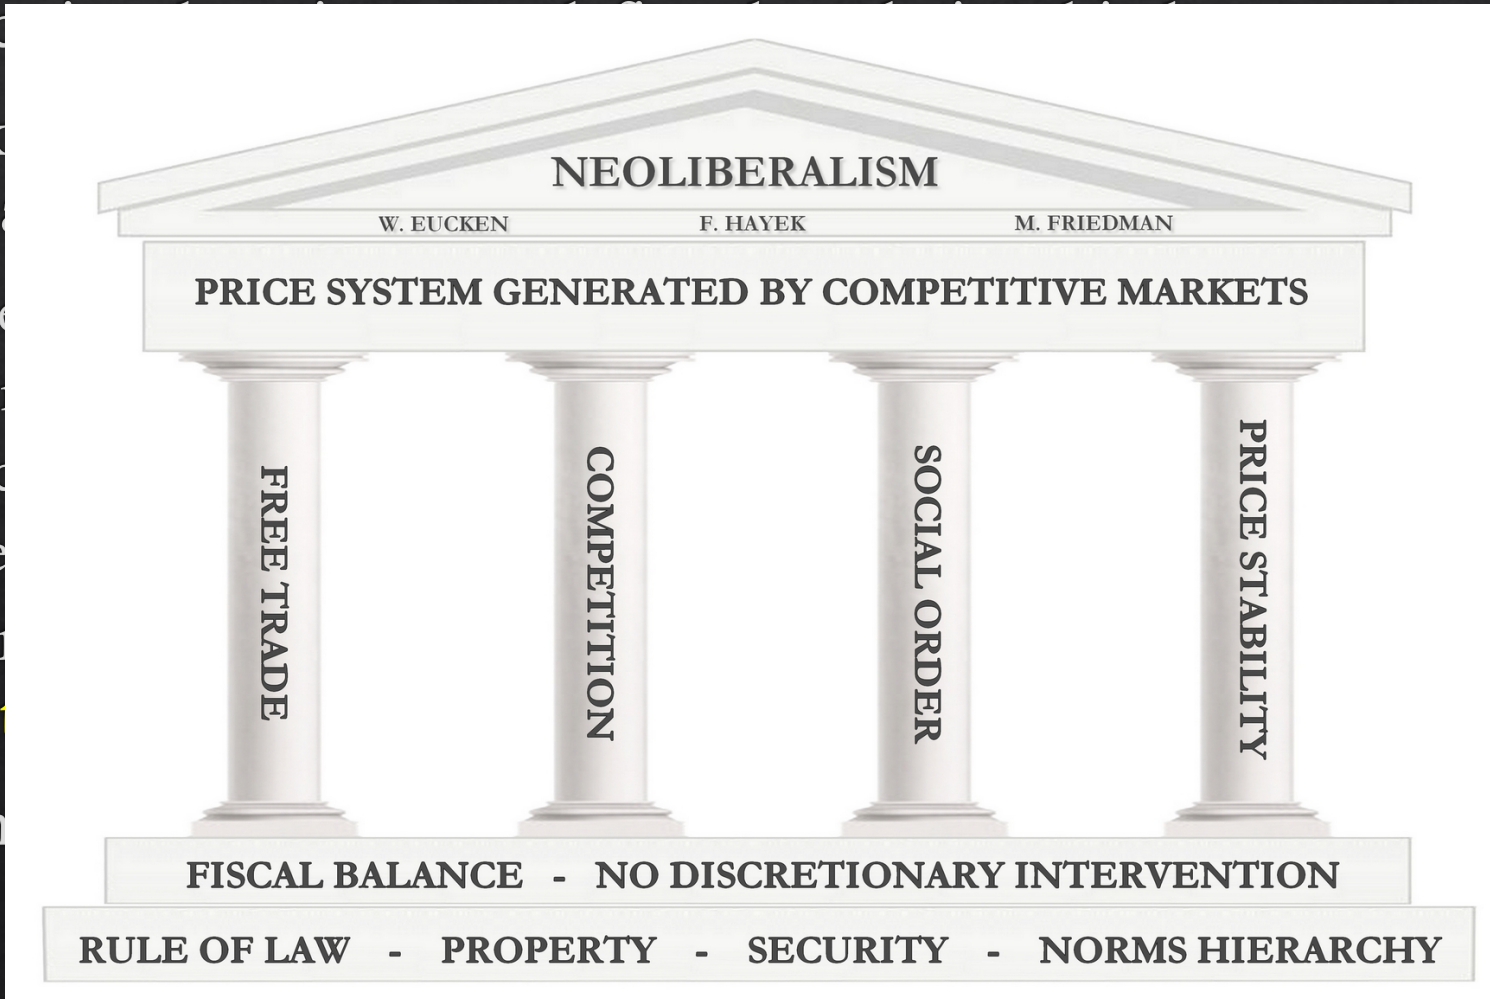 NEOLIBERALISM
W. EUCKEN F. HAYEK M. FRIEDMAN
PRICE SYSTEM GENERATED BY COMPETITIVE MARKETS
FREE TRADE
COMPETITION
SOCIAL ORDER
PRICE STABILITY
FISCAL BALANCE - NO DISCRETIONARY INTERVENTION
RULE OF LAW - PROPERTY - SECURITY - NORMS HIERARCHY